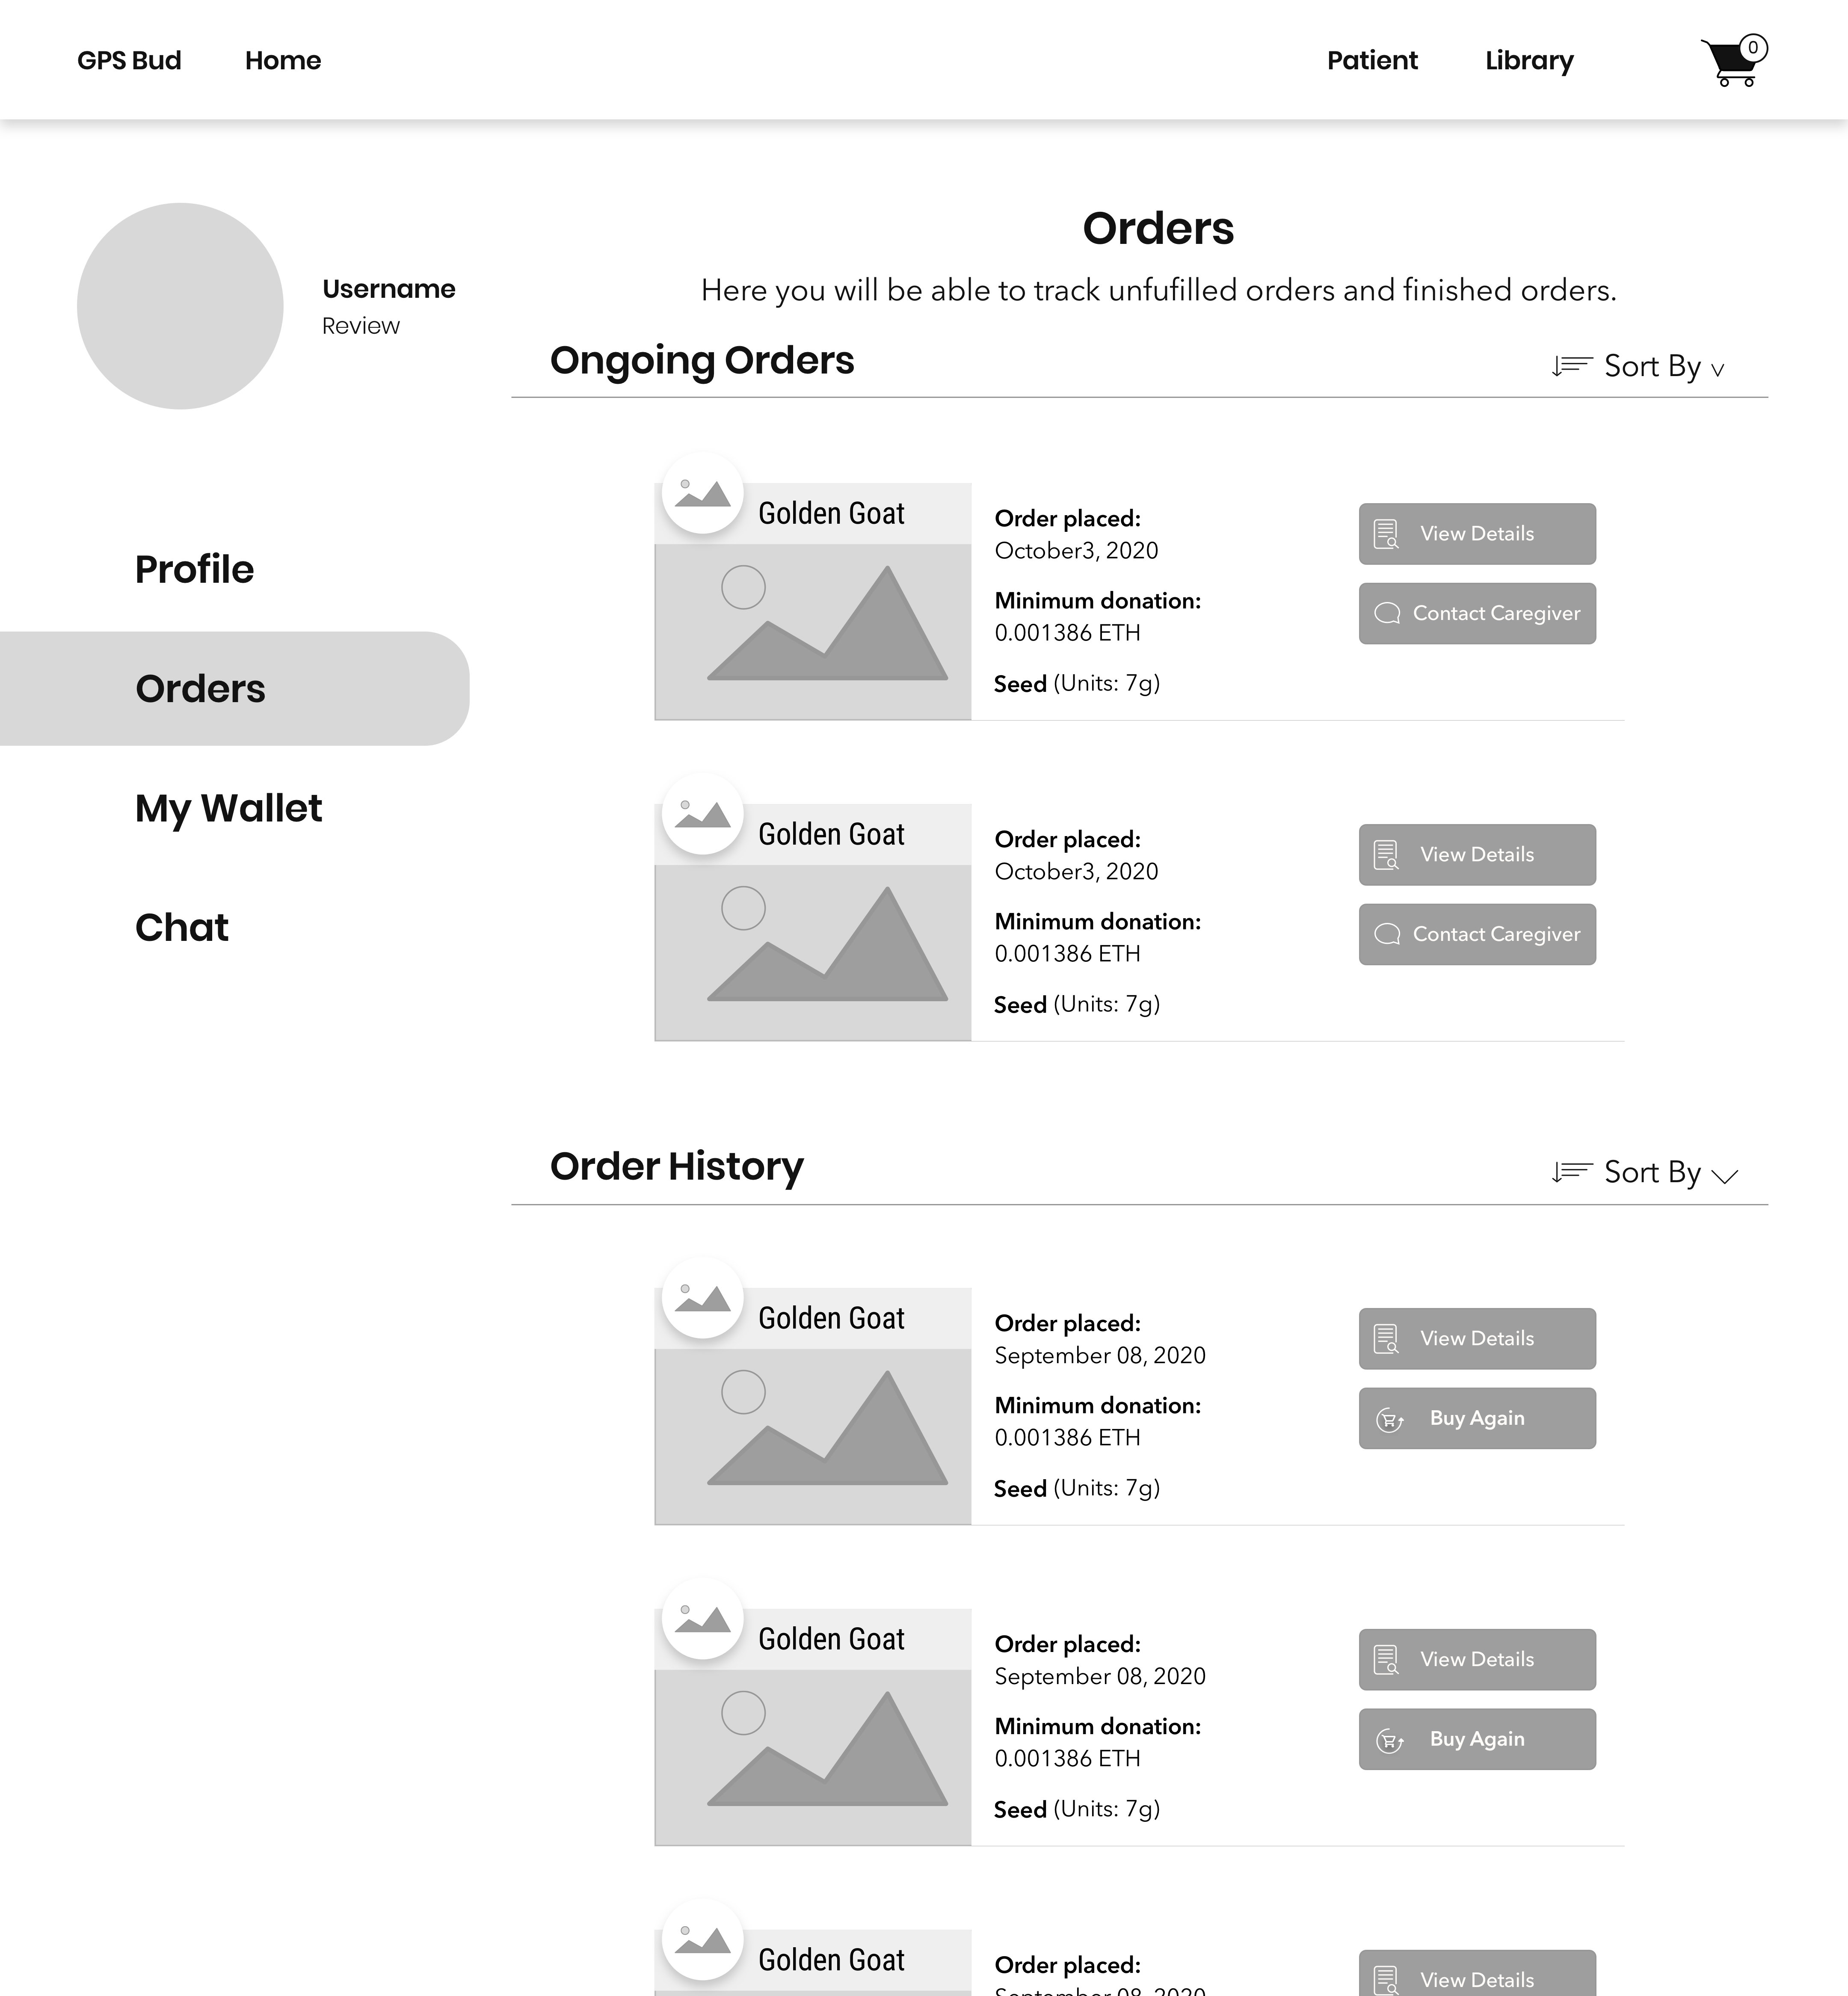 GPS Bud
Home
Patient
Library
0
Username
Review
Profile
Orders
My Wallet
Chat
Orders
Here you will be able to track unfufilled orders and finished orders.
Ongoing Orders
Sort By
Golden Goat
Order placed:
October3, 2020
Minimum donation:
0.001386 ETH
Seed (Units: 7g)
View Details
Contact Caregiver
Golden Goat
Order placed:
October3, 2020
Minimum donation:
0.001386 ETH
Seed (Units: 7g)
View Details
Contact Caregiver
Order History
Sort By
Golden Goat
Order placed:
September 08, 2020
Minimum donation:
0.001386 ETH
Seed (Units: 7g)
View Details
Buy Again
Golden Goat
Order placed:
September 08, 2020
Minimum donation:
0.001386 ETH
Seed (Units: 7g)
View Details
Buy Again
Golden Goat
Order placed:
September 08, 2020
View Details